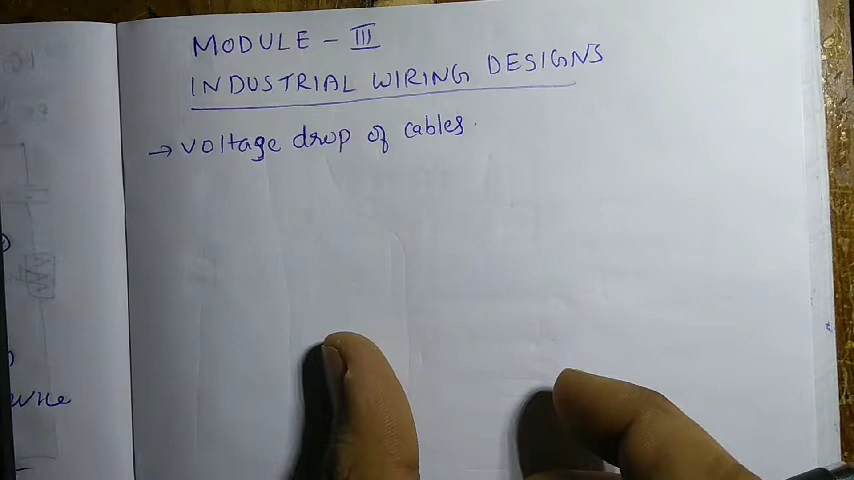 MODULE - III
INDUSTRIAL WIRING DESIGNS
→ voltage drop of cables.